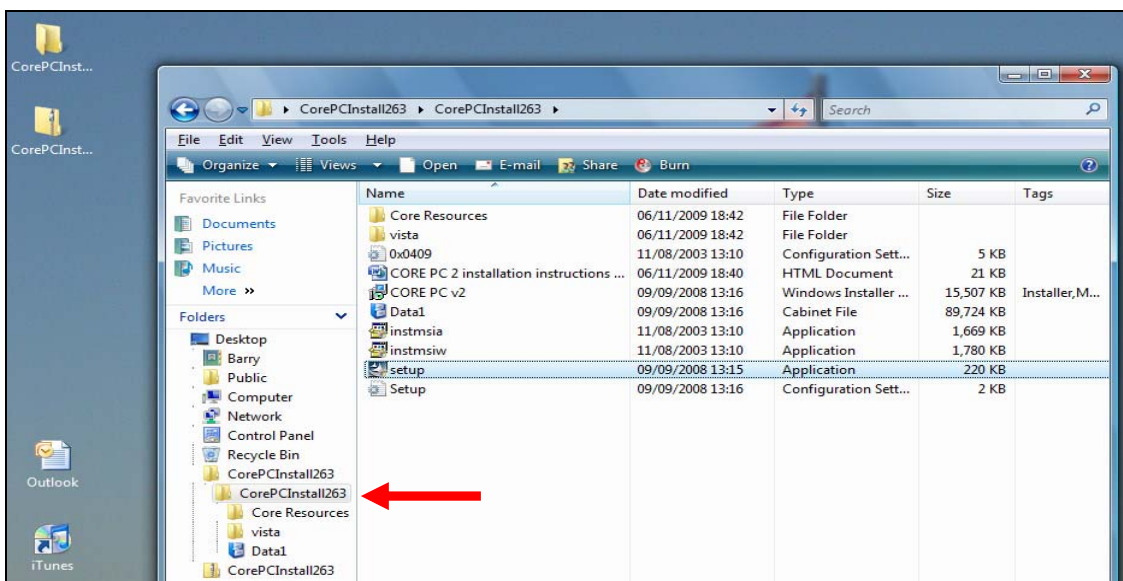 CorePCInst...
CorePCInst...
Outlook
iTunes
CorePCInstall263 CorePCInstall263
Search
File Edit View Tools Help
Organize Views Open E-mail Share Burn
Favorite Links
Documents
Pictures
Music
More »
Folders
Desktop
Barry
Public
Computer
Network
Control Panel
Recycle Bin
CorePCInstall263
CorePCInstall263
Core Resources
vista
Data1
CorePCInstall263
Name Date modified Type Size Tags
Core Resources 06/11/2009 18:42 File Folder
vista 06/11/2009 18:42 File Folder
0x0409 11/08/2003 13:10 Configuration Sett... 5 KB
CORE PC 2 installation instructions ... 06/11/2009 18:40 HTML Document 21 KB
CORE PC v2 09/09/2008 13:16 Windows Installer ... 15,507 KB Installer,M...
Data1 09/09/2008 13:16 Cabinet File 89,724 KB
instmsia 11/08/2003 13:10 Application 1,669 KB
instmsiw 11/08/2003 13:10 Application 1,780 KB
setup 09/09/2008 13:15 Application 220 KB
Setup 09/09/2008 13:16 Configuration Sett... 2 KB